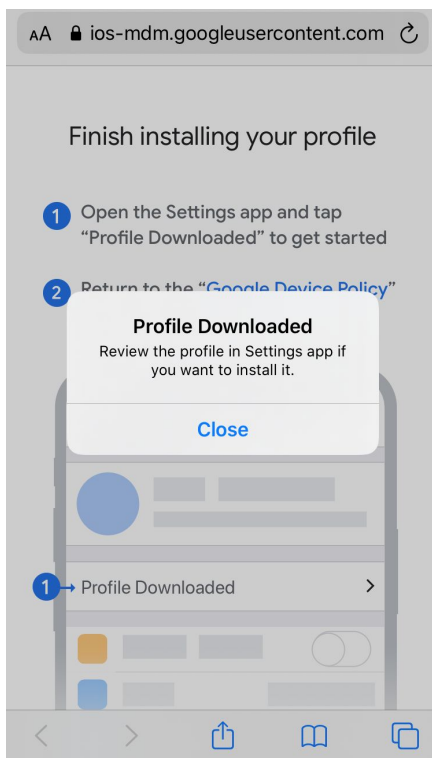 AA ios-mdm.googleusercontent.com
Finish installing your profile
1 Open the Settings app and tap
“Profile Downloaded” to get started
2 Return to the “Google Device Policy”
Profile Downloaded
Review the profile in Settings app if
you want to install it.
Close
1 Profile Downloaded